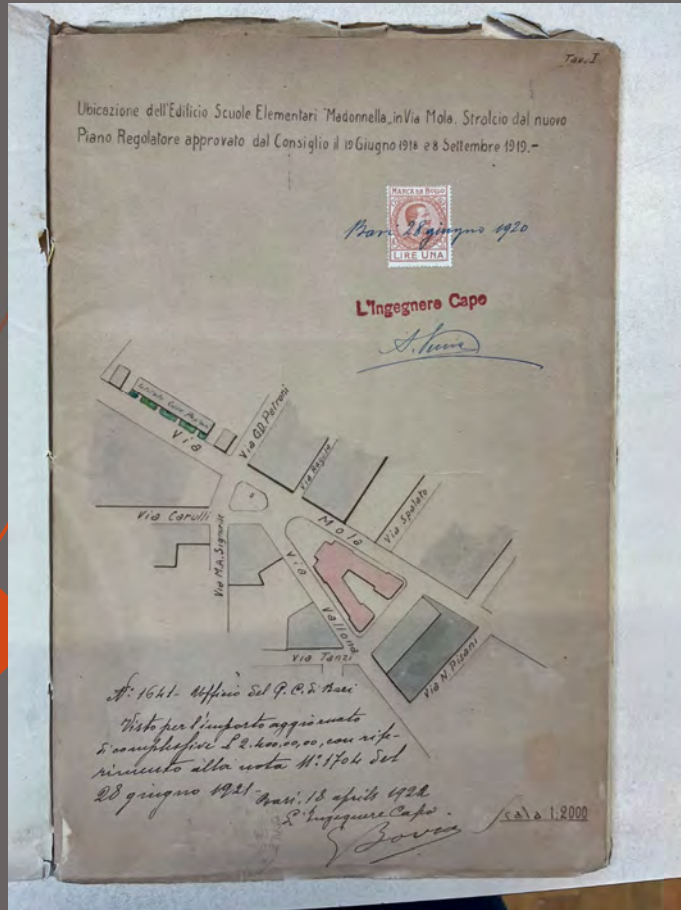 Tav. I
Ubicazione dell'Edificio Scuole Elementari "Madonnella„ in Via Mola. Stralcio dal nuovo
Piano Regolatore approvato dal Consiglio il 19 Giugno 1918 e 8 Settembre 1919.-
MARCA DA BOLLO
Bari 28 giugno 1920
LIRE UNA
L'Ingegnere Capo
Via
Via G.D. Petroni
Via Ragusa
Via Carulli
Via M.A. Signorile
Mola
Via Spalato
Via Vallona
Via Tanzi
Via N. Pisani
N.° 1641 - Ufficio del G. C. di Bari
Visto per l'importo aggiornato
di complessive L 2.400.00,00, con rife-
rimento alla nota N.° 1704 del
28 giugno 1921-
Bari, 18 aprile 1922
L'Ingegnere Capo
Scala 1:2000